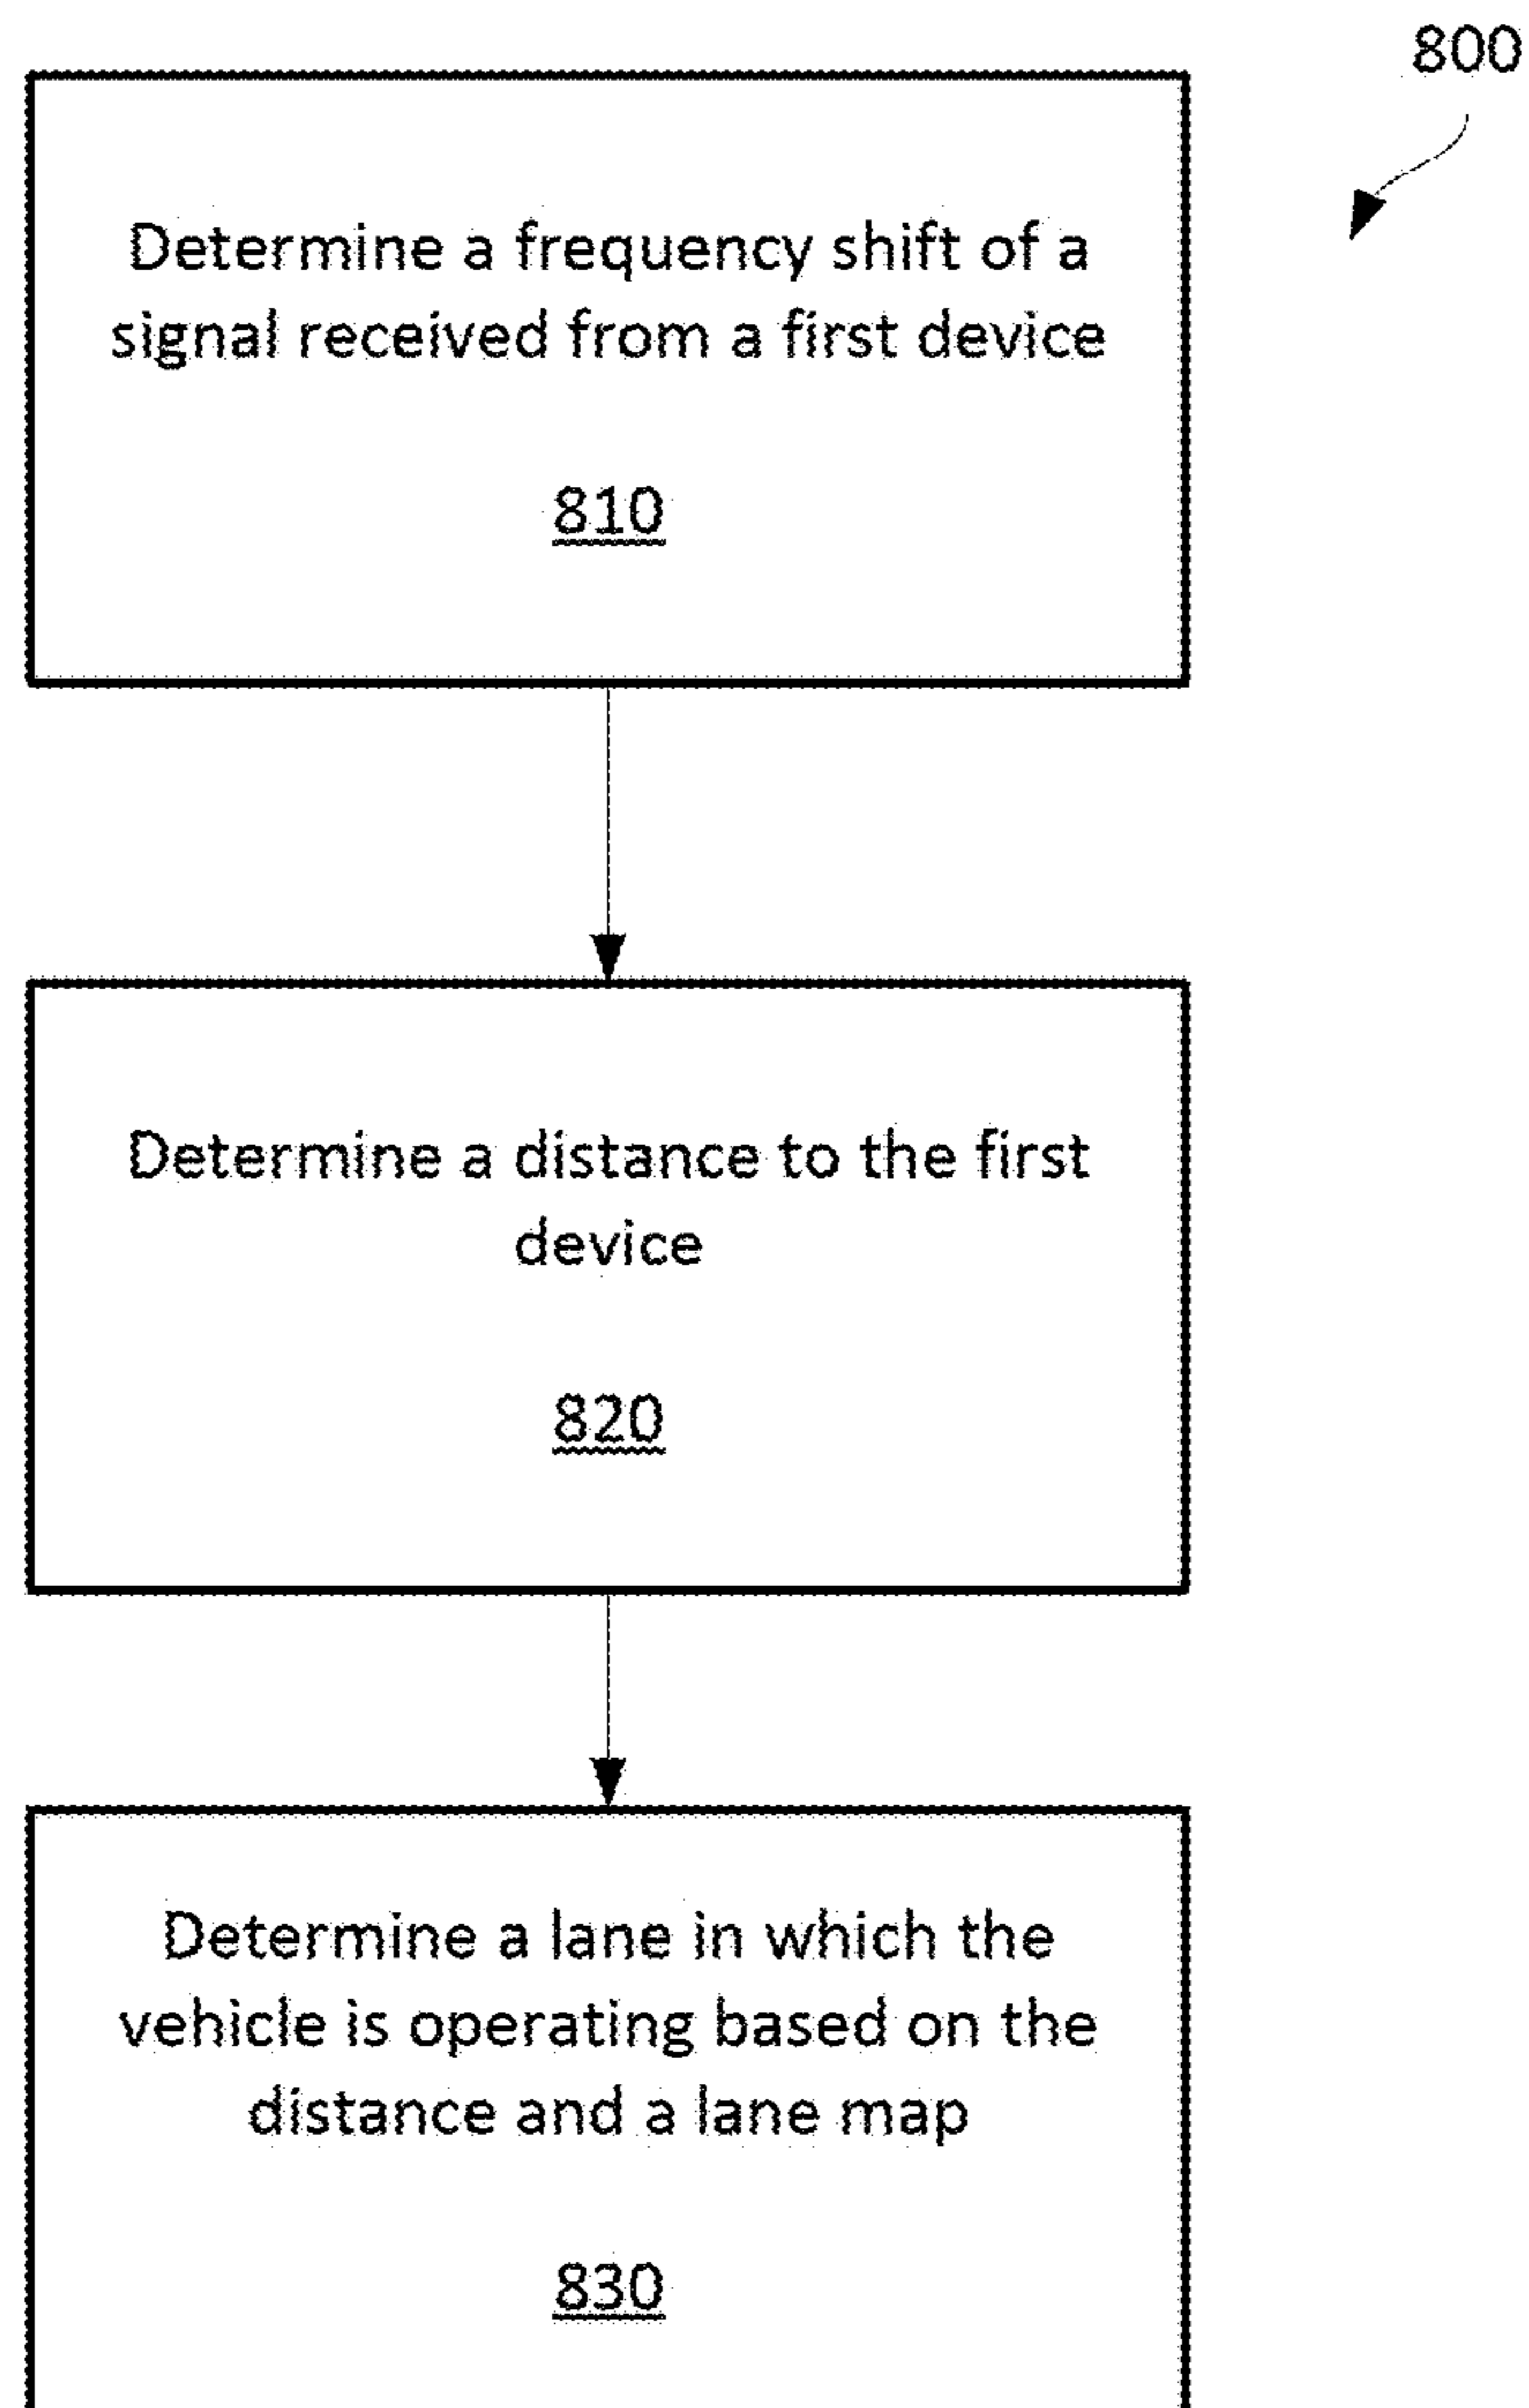 800
Determine a frequency shift of a
signal received from a first device
810
Determine a distance to the first
device
820
Determine a lane in which the
vehicle is operating based on the
distance and a lane map
830